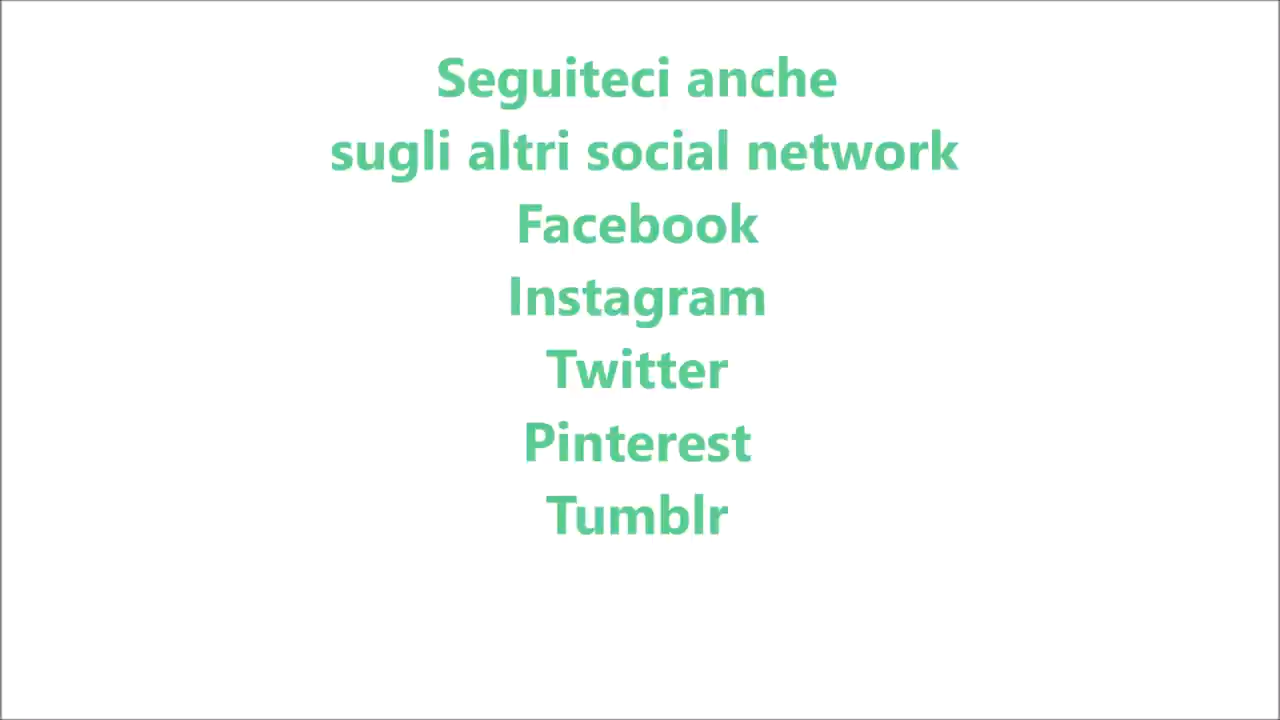 Seguiteci anche
sugli altri social network
Facebook
Instagram
Twitter
Pinterest
Tumblr